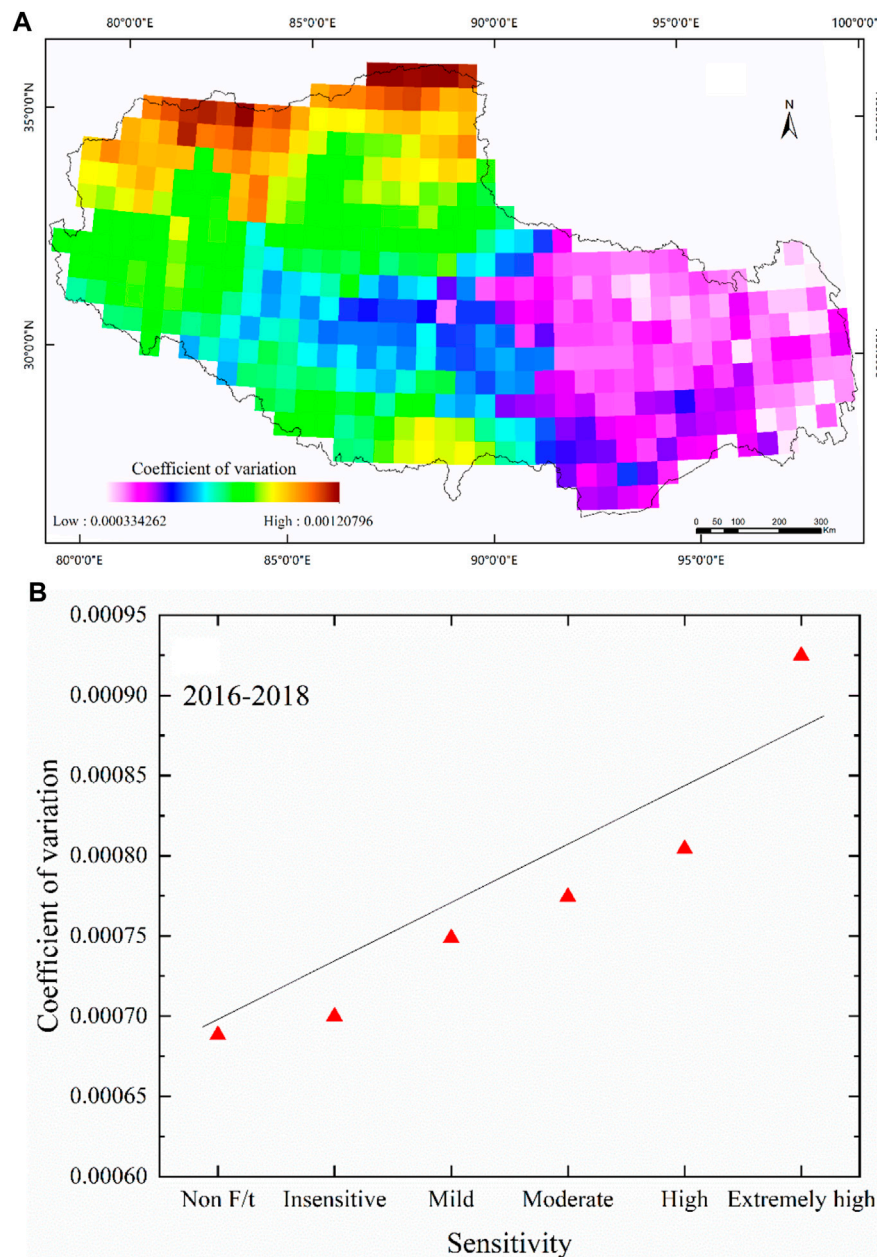 A
80°0'0"E 85°0'0"E 90°0'0"E 95°0'0"E 100°0'0"E
35°0'0"N
N
30°0'0"N
Coefficient of variation
Low : 0.000334262 High : 0.00120796
0 50 100 200 300
Km
80°0'0"E 85°0'0"E 90°0'0"E 95°0'0"E
B
0.00095
2016-2018
0.00090
0.00085
0.00080
0.00075
0.00070
0.00065
0.00060
Coefficient of variation
Non F/t Insensitive Mild Moderate High Extremely high
Sensitivity